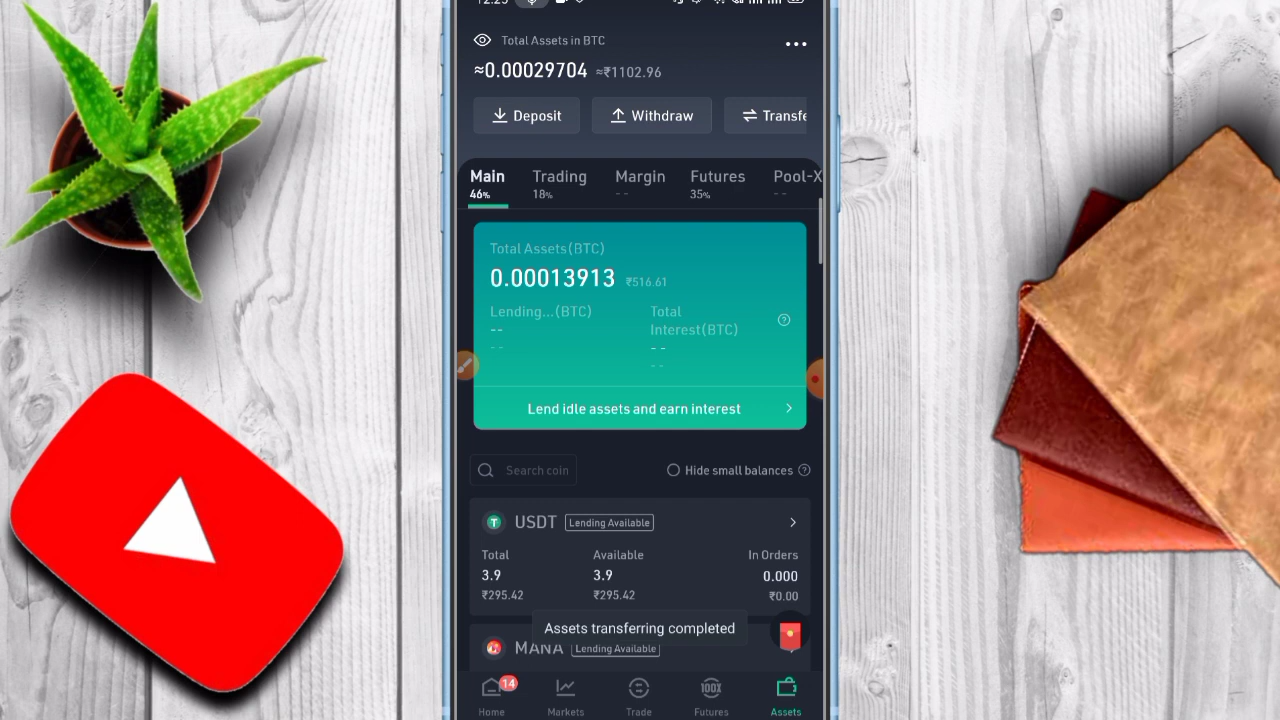 12:25
Total Assets in BTC
≈0.00029704 ≈₹1102.96
Deposit Withdraw Transfe
Main Trading Margin Futures Pool-X
46% 18% -- 35% --
Total Assets(BTC)
0.00013913 ₹516.61
Lending...(BTC) Total Interest(BTC)
-- --
-- --
Lend idle assets and earn interest
Search coin Hide small balances
USDT Lending Available
Total Available In Orders
3.9 3.9 0.000
₹295.42 ₹295.42 ₹0.00
Assets transferring completed
MANA Lending Available
14
100X
Home Markets Trade Futures Assets